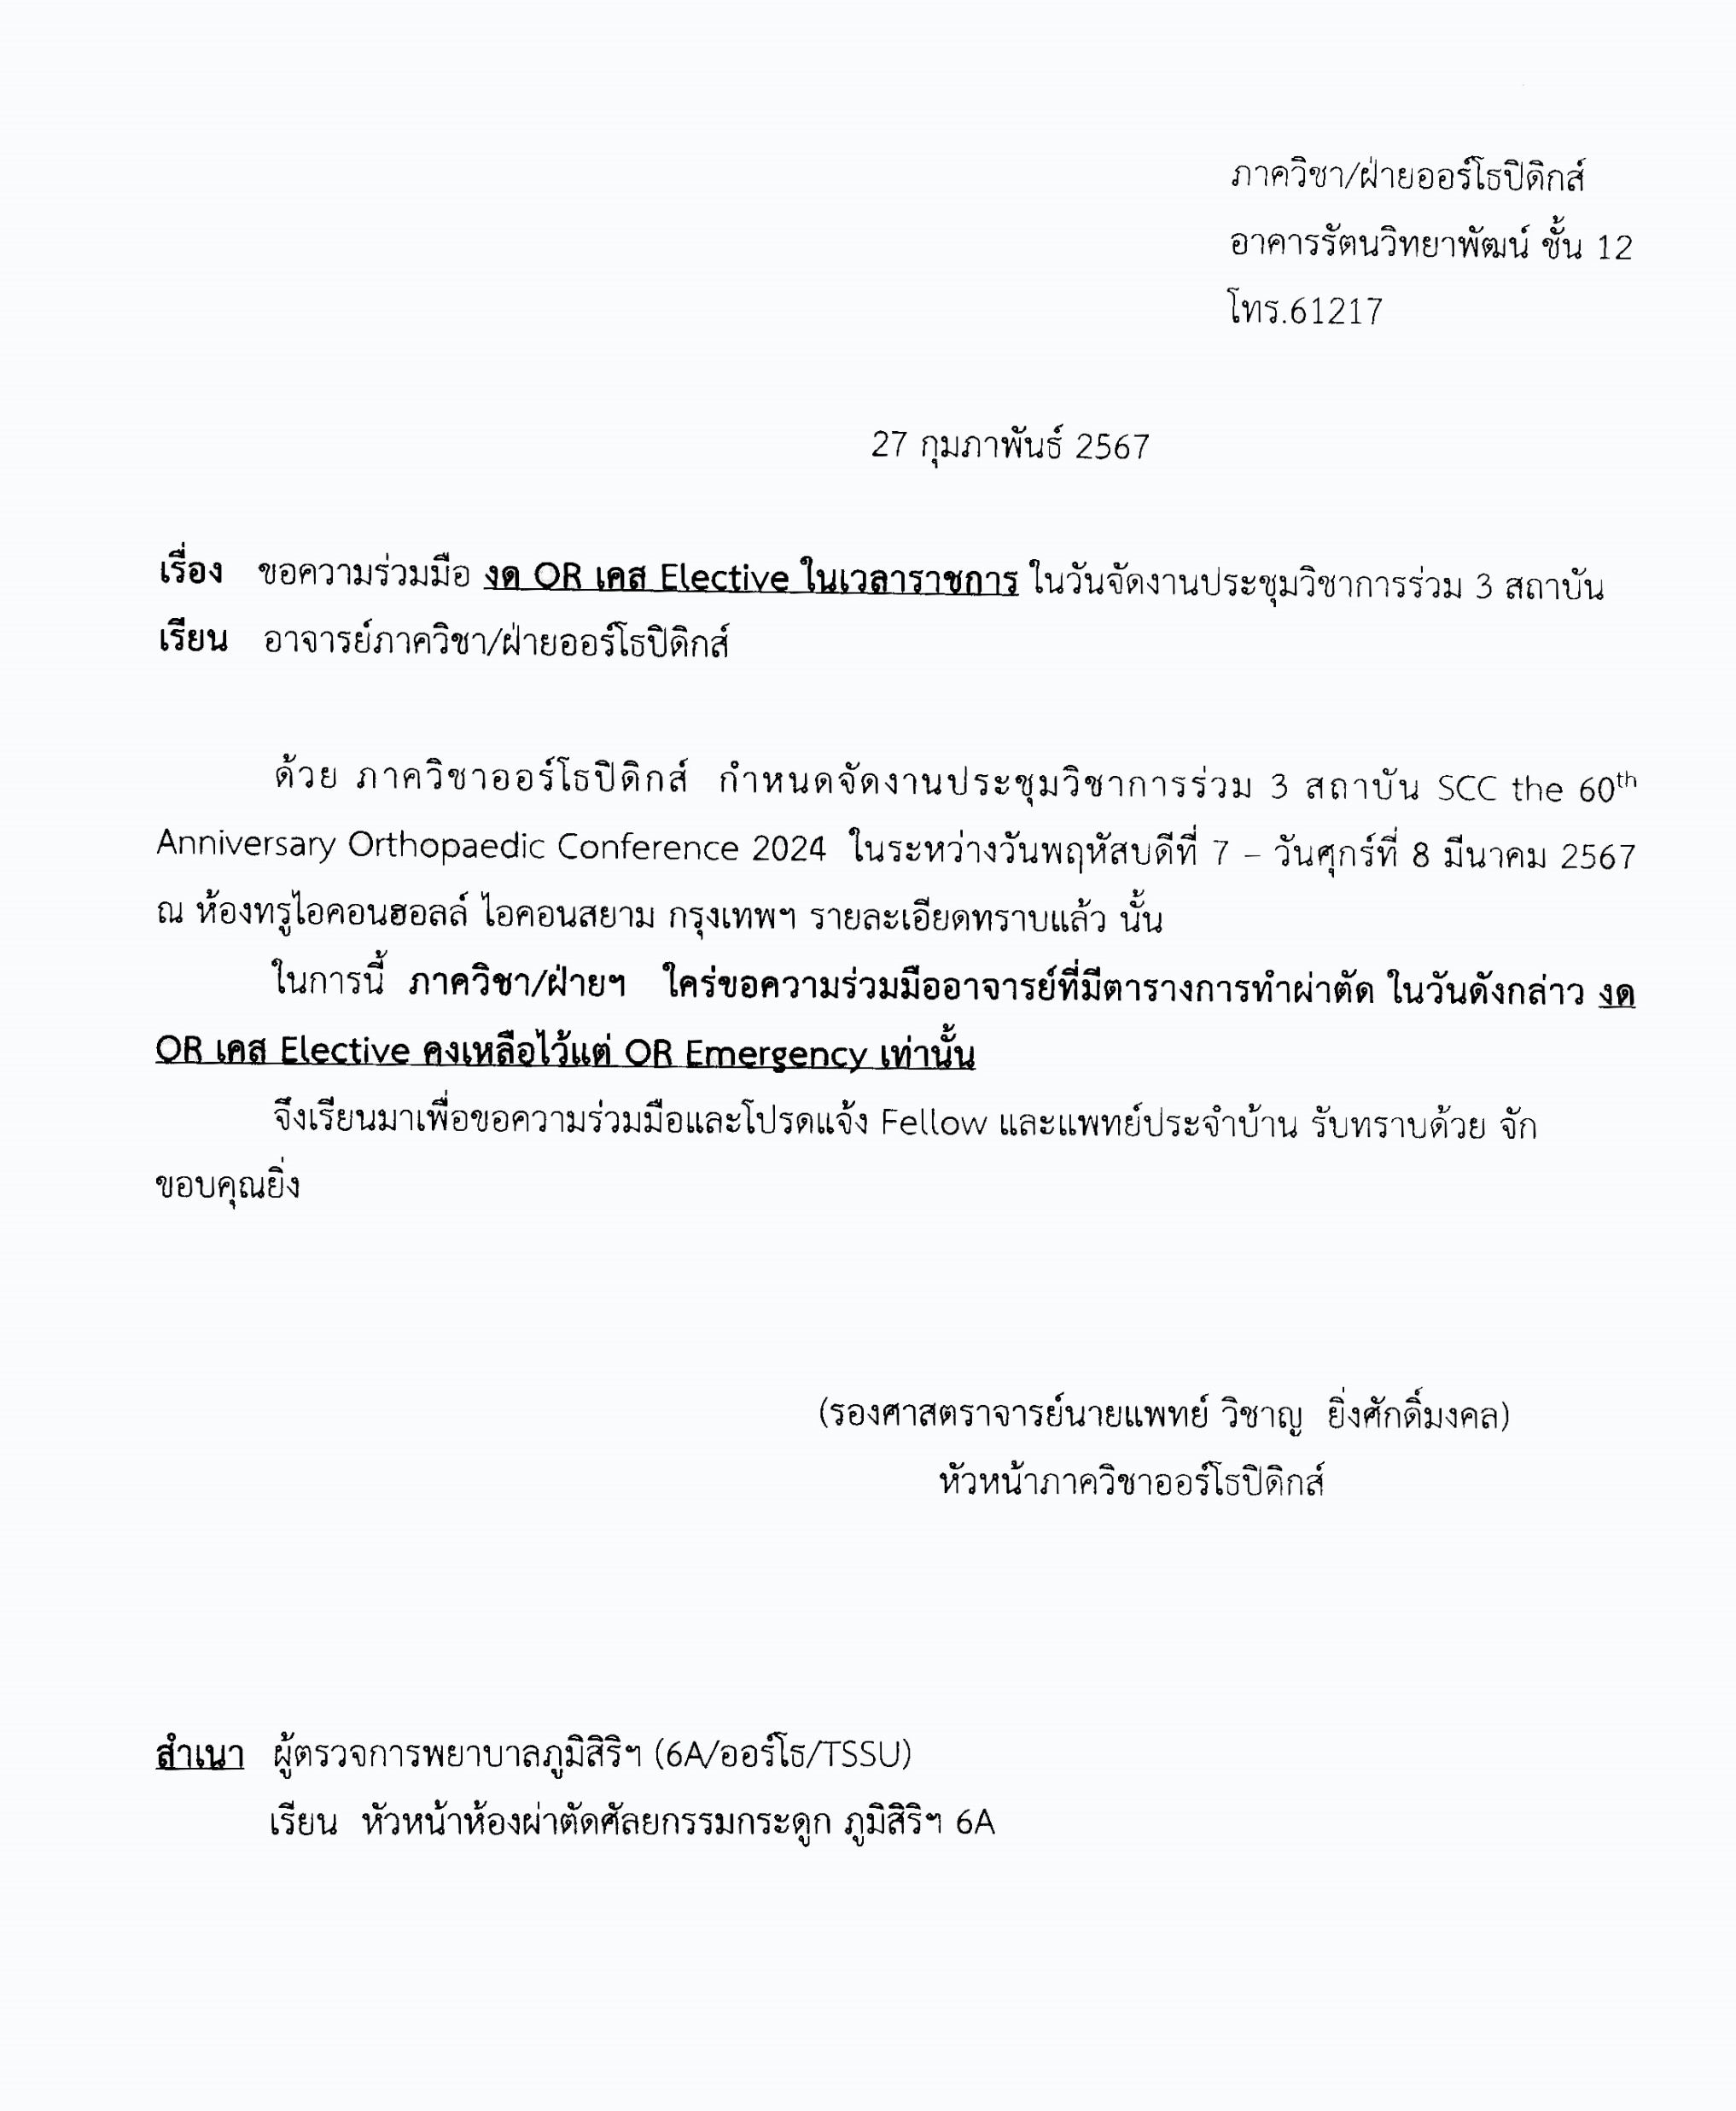 ภาควิชา/ฝ่ายออร์โธปิดิกส์
อาคารรัตนวิทยาพัฒน์ ชั้น 12
โทร.61217
27 กุมภาพันธ์ 2567
เรื่อง ขอความร่วมมือ งด OR เคส Elective ในเวลาราชการ ในวันจัดงานประชุมวิชาการร่วม 3 สถาบัน
เรียน อาจารย์ภาควิชา/ฝ่ายออร์โธปิดิกส์
ด้วย ภาควิชาออร์โธปิดิกส์ กำหนดจัดงานประชุมวิชาการร่วม 3 สถาบัน SCC the 60th
Anniversary Orthopaedic Conference 2024 ในระหว่างวันพฤหัสบดีที่ 7 – วันศุกร์ที่ 8 มีนาคม 2567
ณ ห้องทรูไอคอนฮอลล์ ไอคอนสยาม กรุงเทพฯ รายละเอียดทราบแล้ว นั้น
ในการนี้ ภาควิชา/ฝ่ายฯ ใคร่ขอความร่วมมืออาจารย์ที่มีตารางการทำผ่าตัด ในวันดังกล่าว งด
OR เคส Elective คงเหลือไว้แต่ OR Emergency เท่านั้น
จึงเรียนมาเพื่อขอความร่วมมือและโปรดแจ้ง Fellow และแพทย์ประจำบ้าน รับทราบด้วย จัก
ขอบคุณยิ่ง
(รองศาสตราจารย์นายแพทย์ วิชาญ ยิ่งศักดิ์มงคล)
หัวหน้าภาควิชาออร์โธปิดิกส์
สำเนา ผู้ตรวจการพยาบาลภูมิสิริฯ (6A/ออร์โธ/TSSU)
เรียน หัวหน้าห้องผ่าตัดศัลยกรรมกระดูก ภูมิสิริฯ 6A